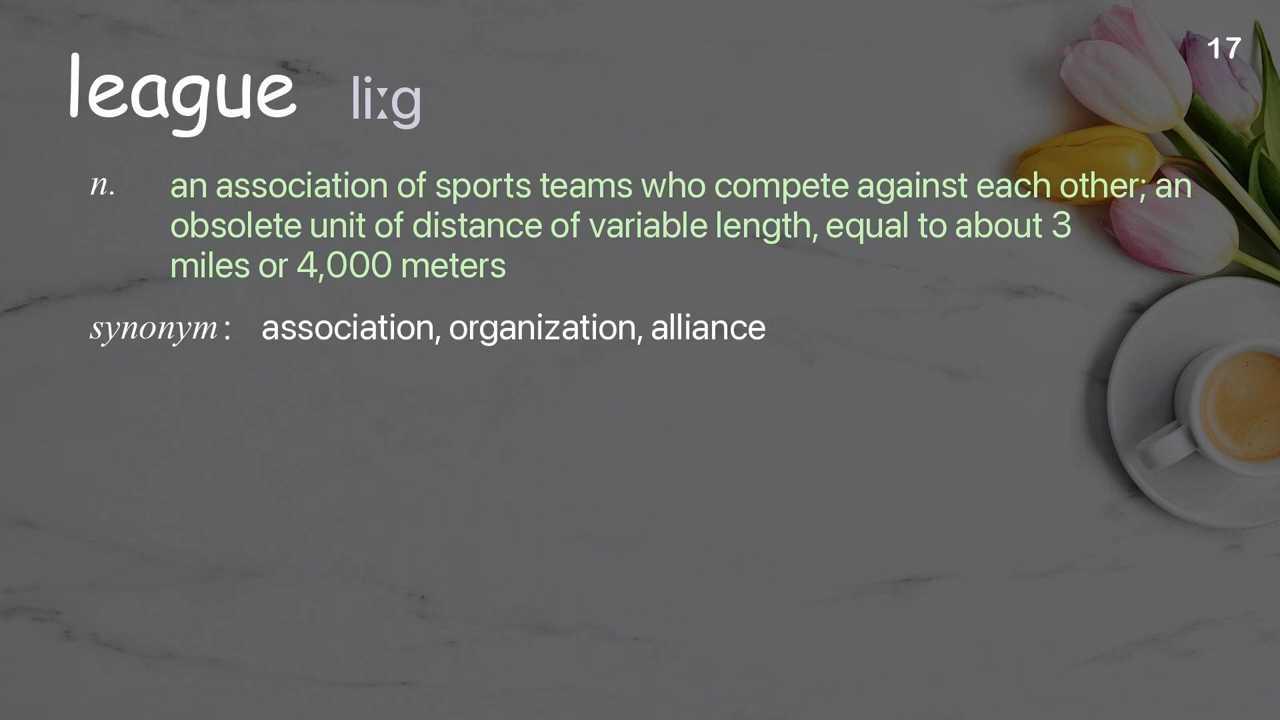 17
league liːg
n. an association of sports teams who compete against each other; an
obsolete unit of distance of variable length, equal to about 3
miles or 4,000 meters
synonym: association, organization, alliance